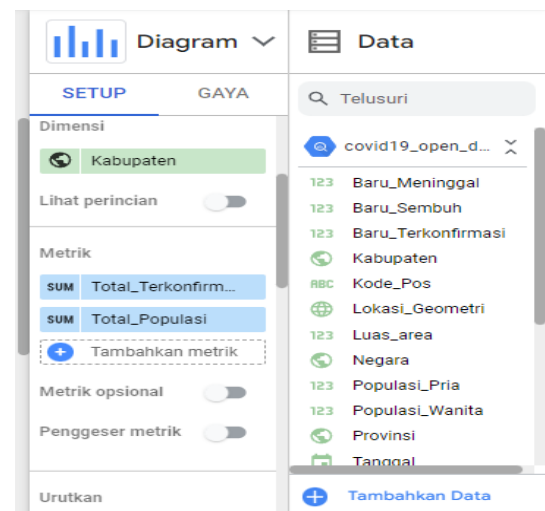 Diagram
SETUP
GAYA
Dimensi
Kabupaten
Lihat perincian
Metrik
SUM Total_Terkonfirm...
SUM Total_Populasi
Tambahkan metrik
Metrik opsional
Penggeser metrik
Urutkan
Data
Telusuri
covid19_open_d...
123 Baru_Meninggal
123 Baru_Sembuh
123 Baru_Terkonfirmasi
Kabupaten
ABC Kode_Pos
Lokasi_Geometri
123 Luas_area
Negara
123 Populasi_Pria
123 Populasi_Wanita
Provinsi
Tanggal
Tambahkan Data